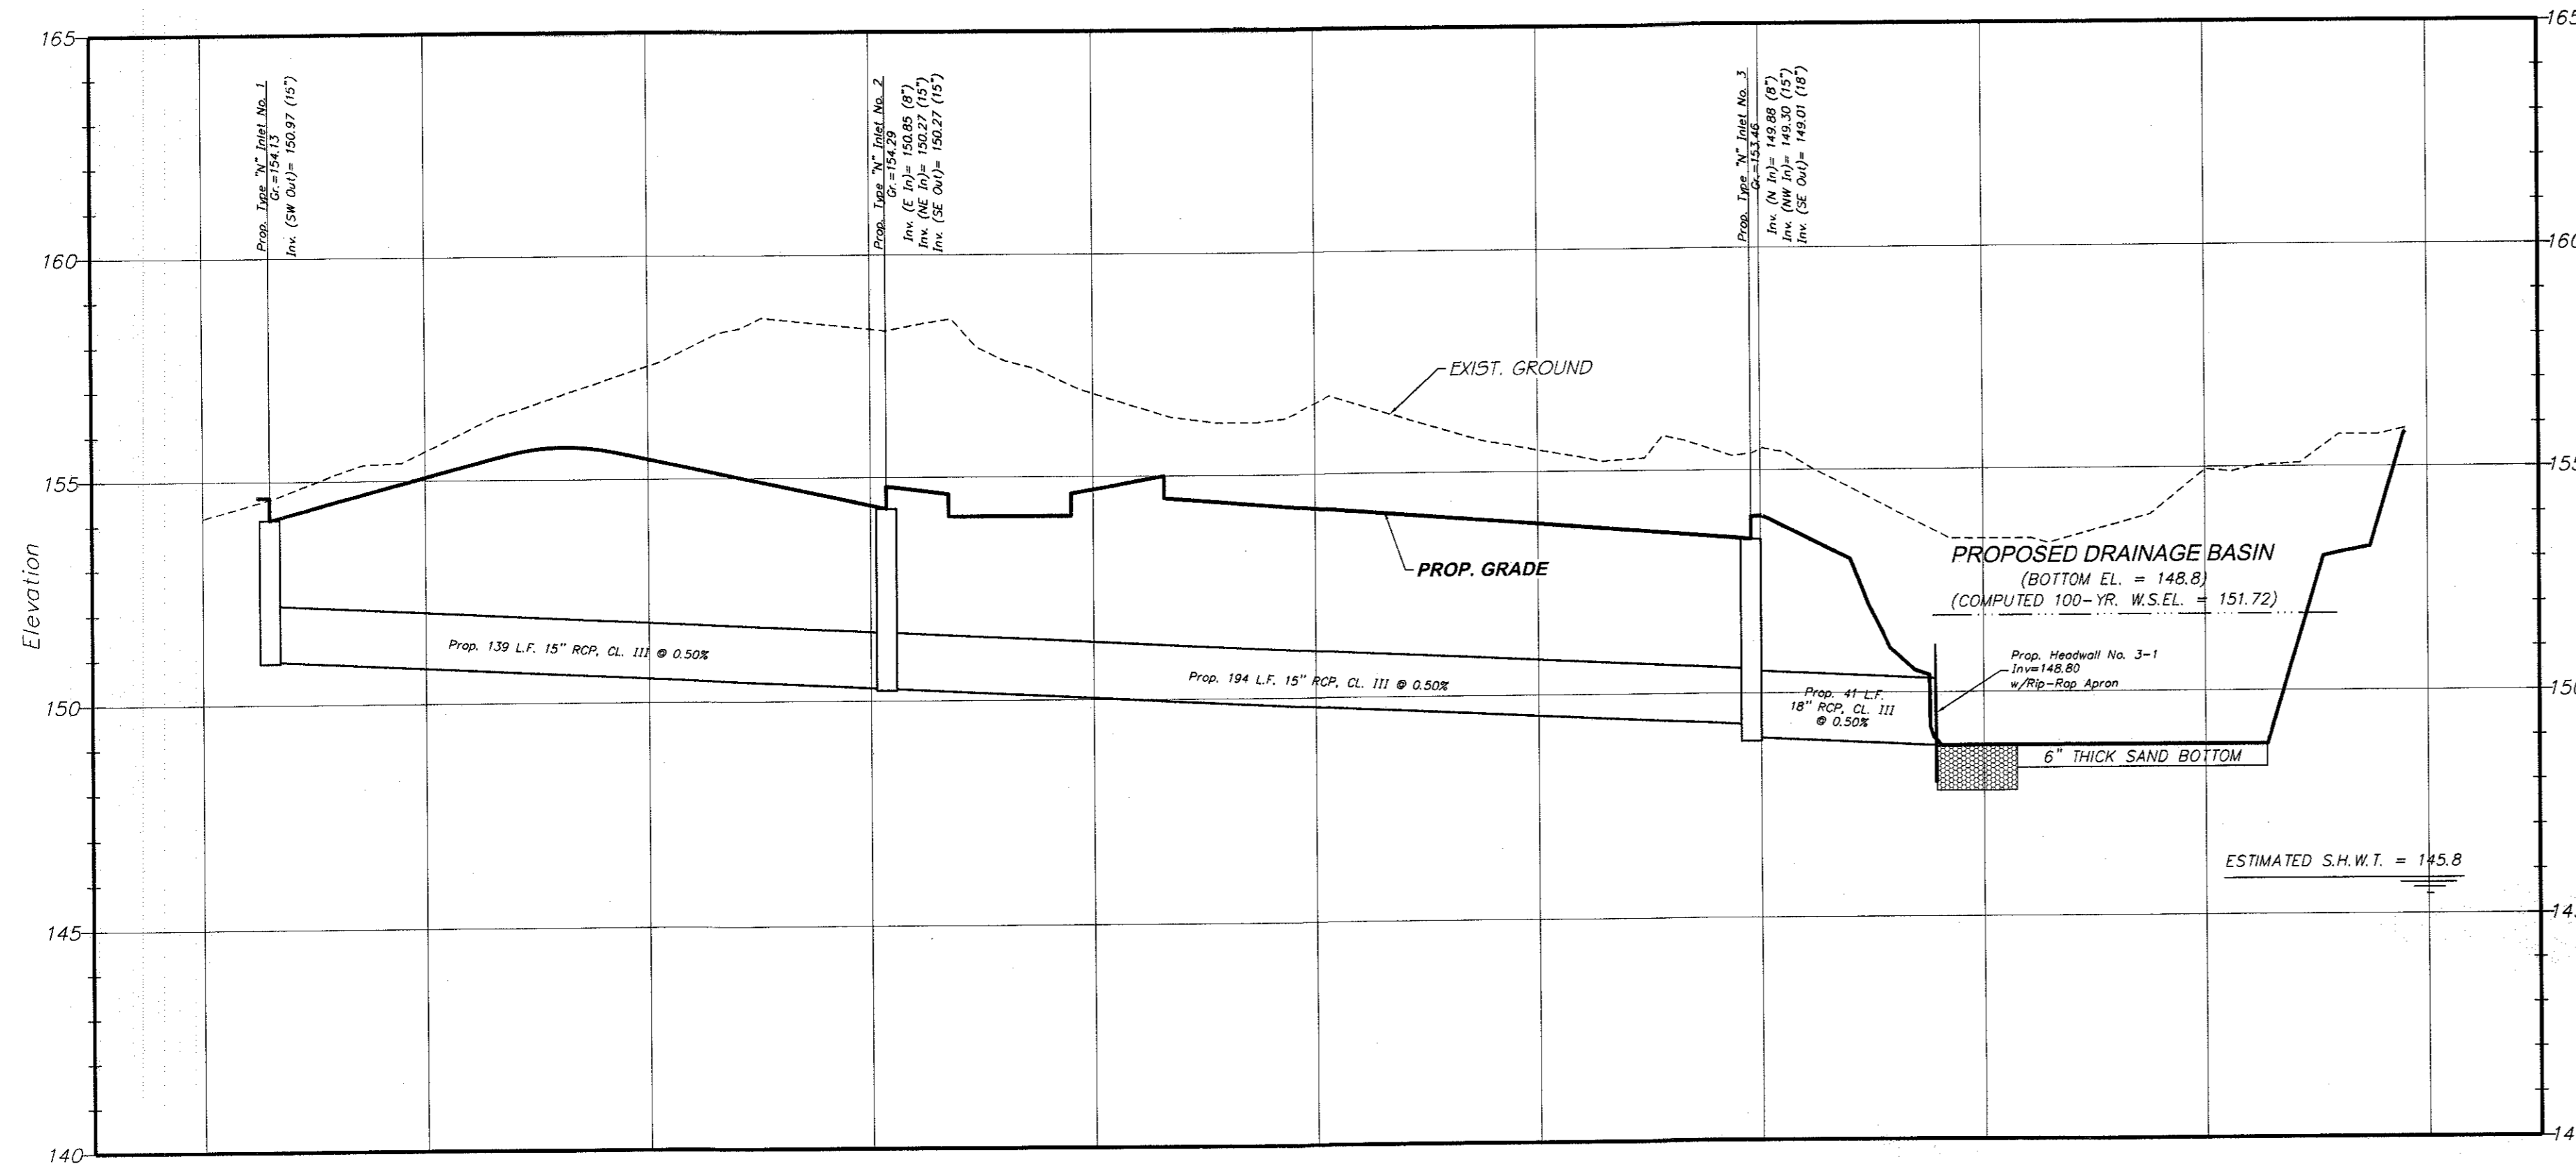 165
160
155
150
145
140
Elevation
Prop. Type "N" Inlet No. 1
Gr.=154.13
Inv. (SW Out)= 150.97 (15")
Prop. Type "N" Inlet No. 2
Gr.=154.29
Inv. (E In)= 150.85 (8")
Inv. (NE In)= 150.27 (15")
Inv. (SE Out)= 150.27 (15")
Prop. Type "N" Inlet No. 3
Gr.=153.46
Inv. (N In)= 149.88 (8")
Inv. (NW In)= 149.30 (15")
Inv. (SE Out)= 149.01 (18")
EXIST. GROUND
PROP. GRADE
PROPOSED DRAINAGE BASIN
(BOTTOM EL. = 148.8)
(COMPUTED 100-YR. W.S.EL. = 151.72)
Prop. 139 L.F. 15" RCP, CL. III @ 0.50%
Prop. 194 L.F. 15" RCP, CL. III @ 0.50%
Prop. 41 L.F.
18" RCP, CL. III
@ 0.50%
Prop. Headwall No. 3-1
Inv=148.80
w/Rip-Rap Apron
6" THICK SAND BOTTOM
ESTIMATED S.H.W.T. = 145.8
165
160
155
150
145
14